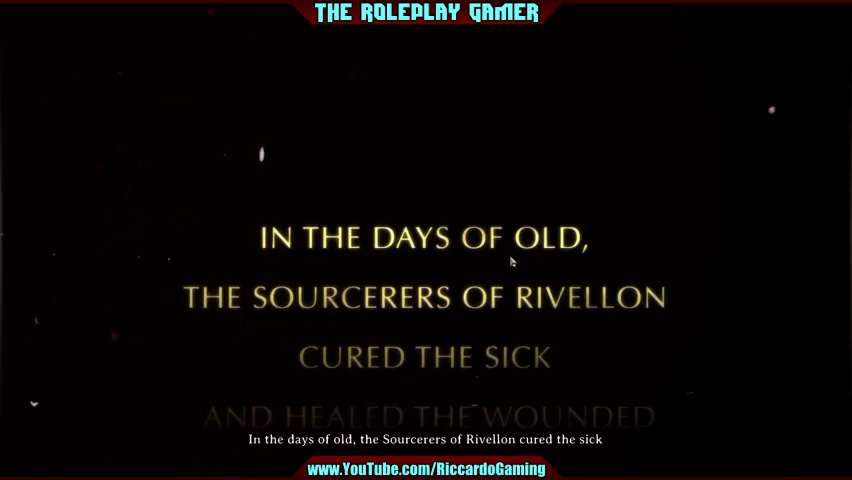 THE ROLEPLAY GAMER
IN THE DAYS OF OLD,
THE SOURCERERS OF RIVELLON
CURED THE SICK
AND HEALED THE WOUNDED
In the days of old, the Sourcerers of Rivellon cured the sick
www.YouTube.com/RiccardoGaming